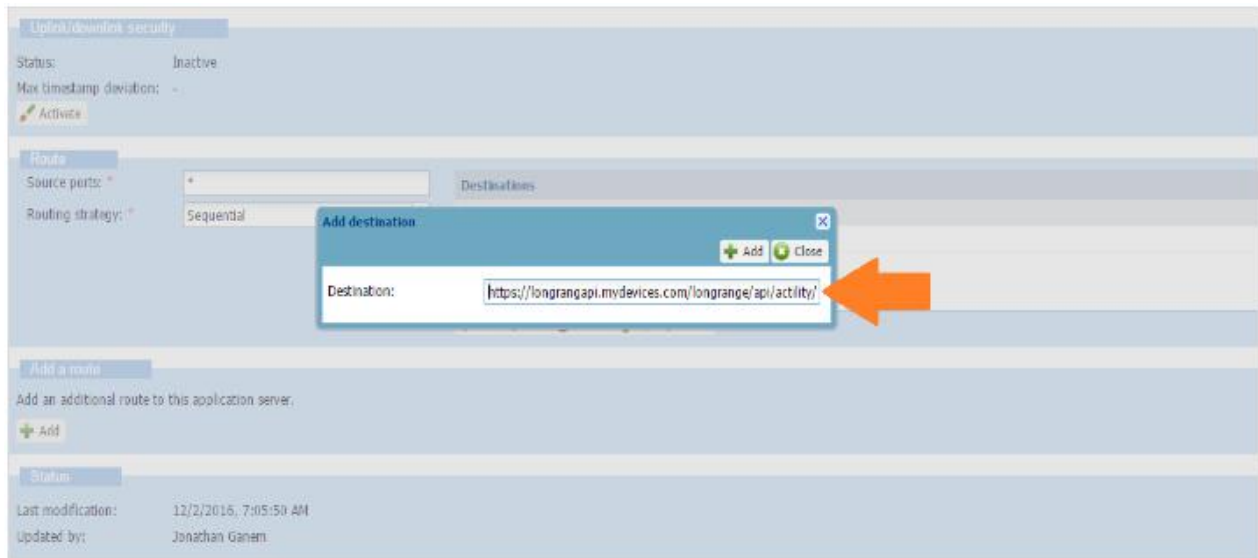 Uplink/downlink security
Status: Inactive
Max timestamp deviation: -
Activate
Route
Source ports: * *
Destinations
Routing strategy: * Sequential
Add destination
Add Close
Destination: https://longrangapi.mydevices.com/longrange/api/actility/
Add a route
Add an additional route to this application server.
Add
Status
Last modification: 12/2/2016, 7:05:50 AM
Updated by: Jonathan Ganem